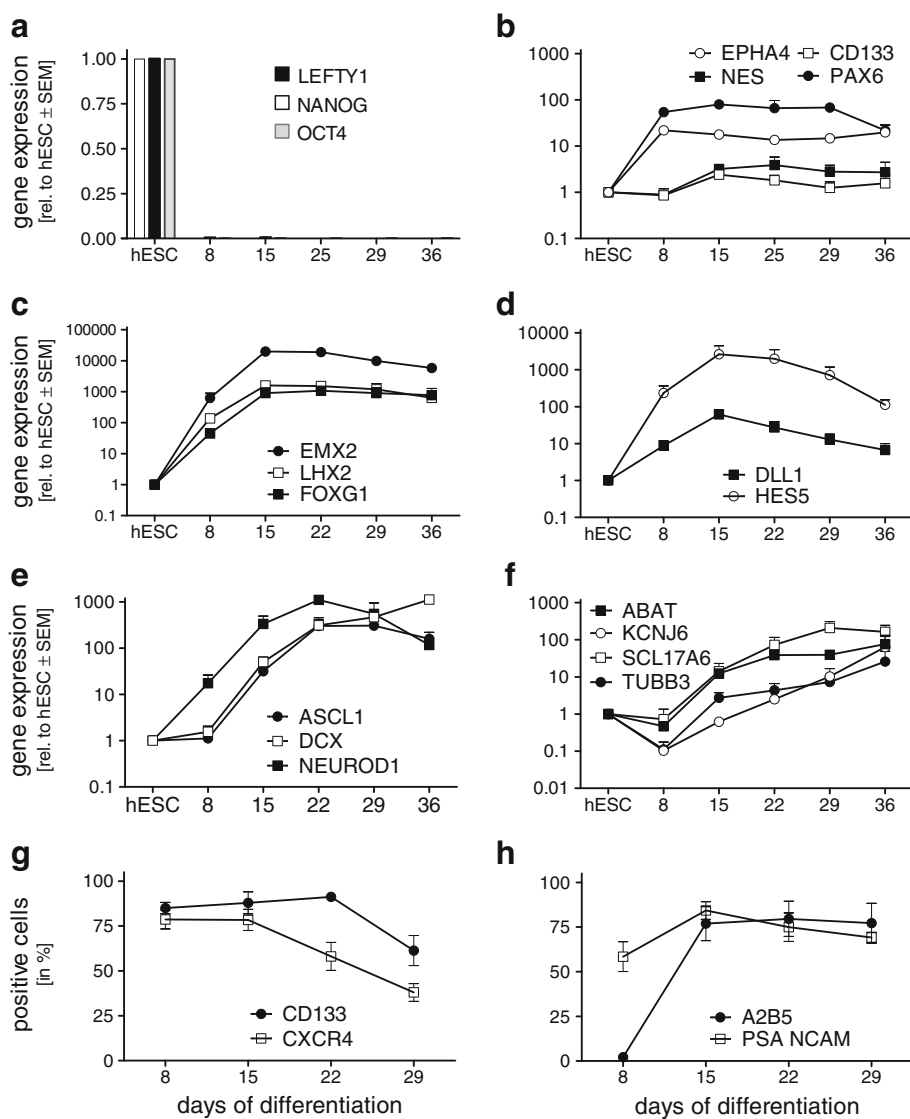 a
gene expression
[rel. to hESC ± SEM]
1.00
0.75
0.50
0.25
0.00
hESC 8 15 25 29 36
LEFTY1
NANOG
OCT4
b
1000
100
10
1
0.1
hESC 8 15 25 29 36
EPHA4 CD133
NES PAX6
c
gene expression
[rel. to hESC ± SEM]
100000
10000
1000
100
10
1
0.1
hESC 8 15 22 29 36
EMX2
LHX2
FOXG1
d
10000
1000
100
10
1
0.1
hESC 8 15 22 29 36
DLL1
HES5
e
gene expression
[rel. to hESC ± SEM]
1000
100
10
1
0.1
hESC 8 15 22 29 36
ASCL1
DCX
NEUROD1
f
1000
100
10
1
0.1
0.01
hESC 8 15 22 29 36
ABAT
KCNJ6
SCL17A6
TUBB3
g
positive cells
[in %]
100
75
50
25
0
8 15 22 29
CD133
CXCR4
days of differentiation
h
100
75
50
25
0
8 15 22 29
A2B5
PSA NCAM
days of differentiation